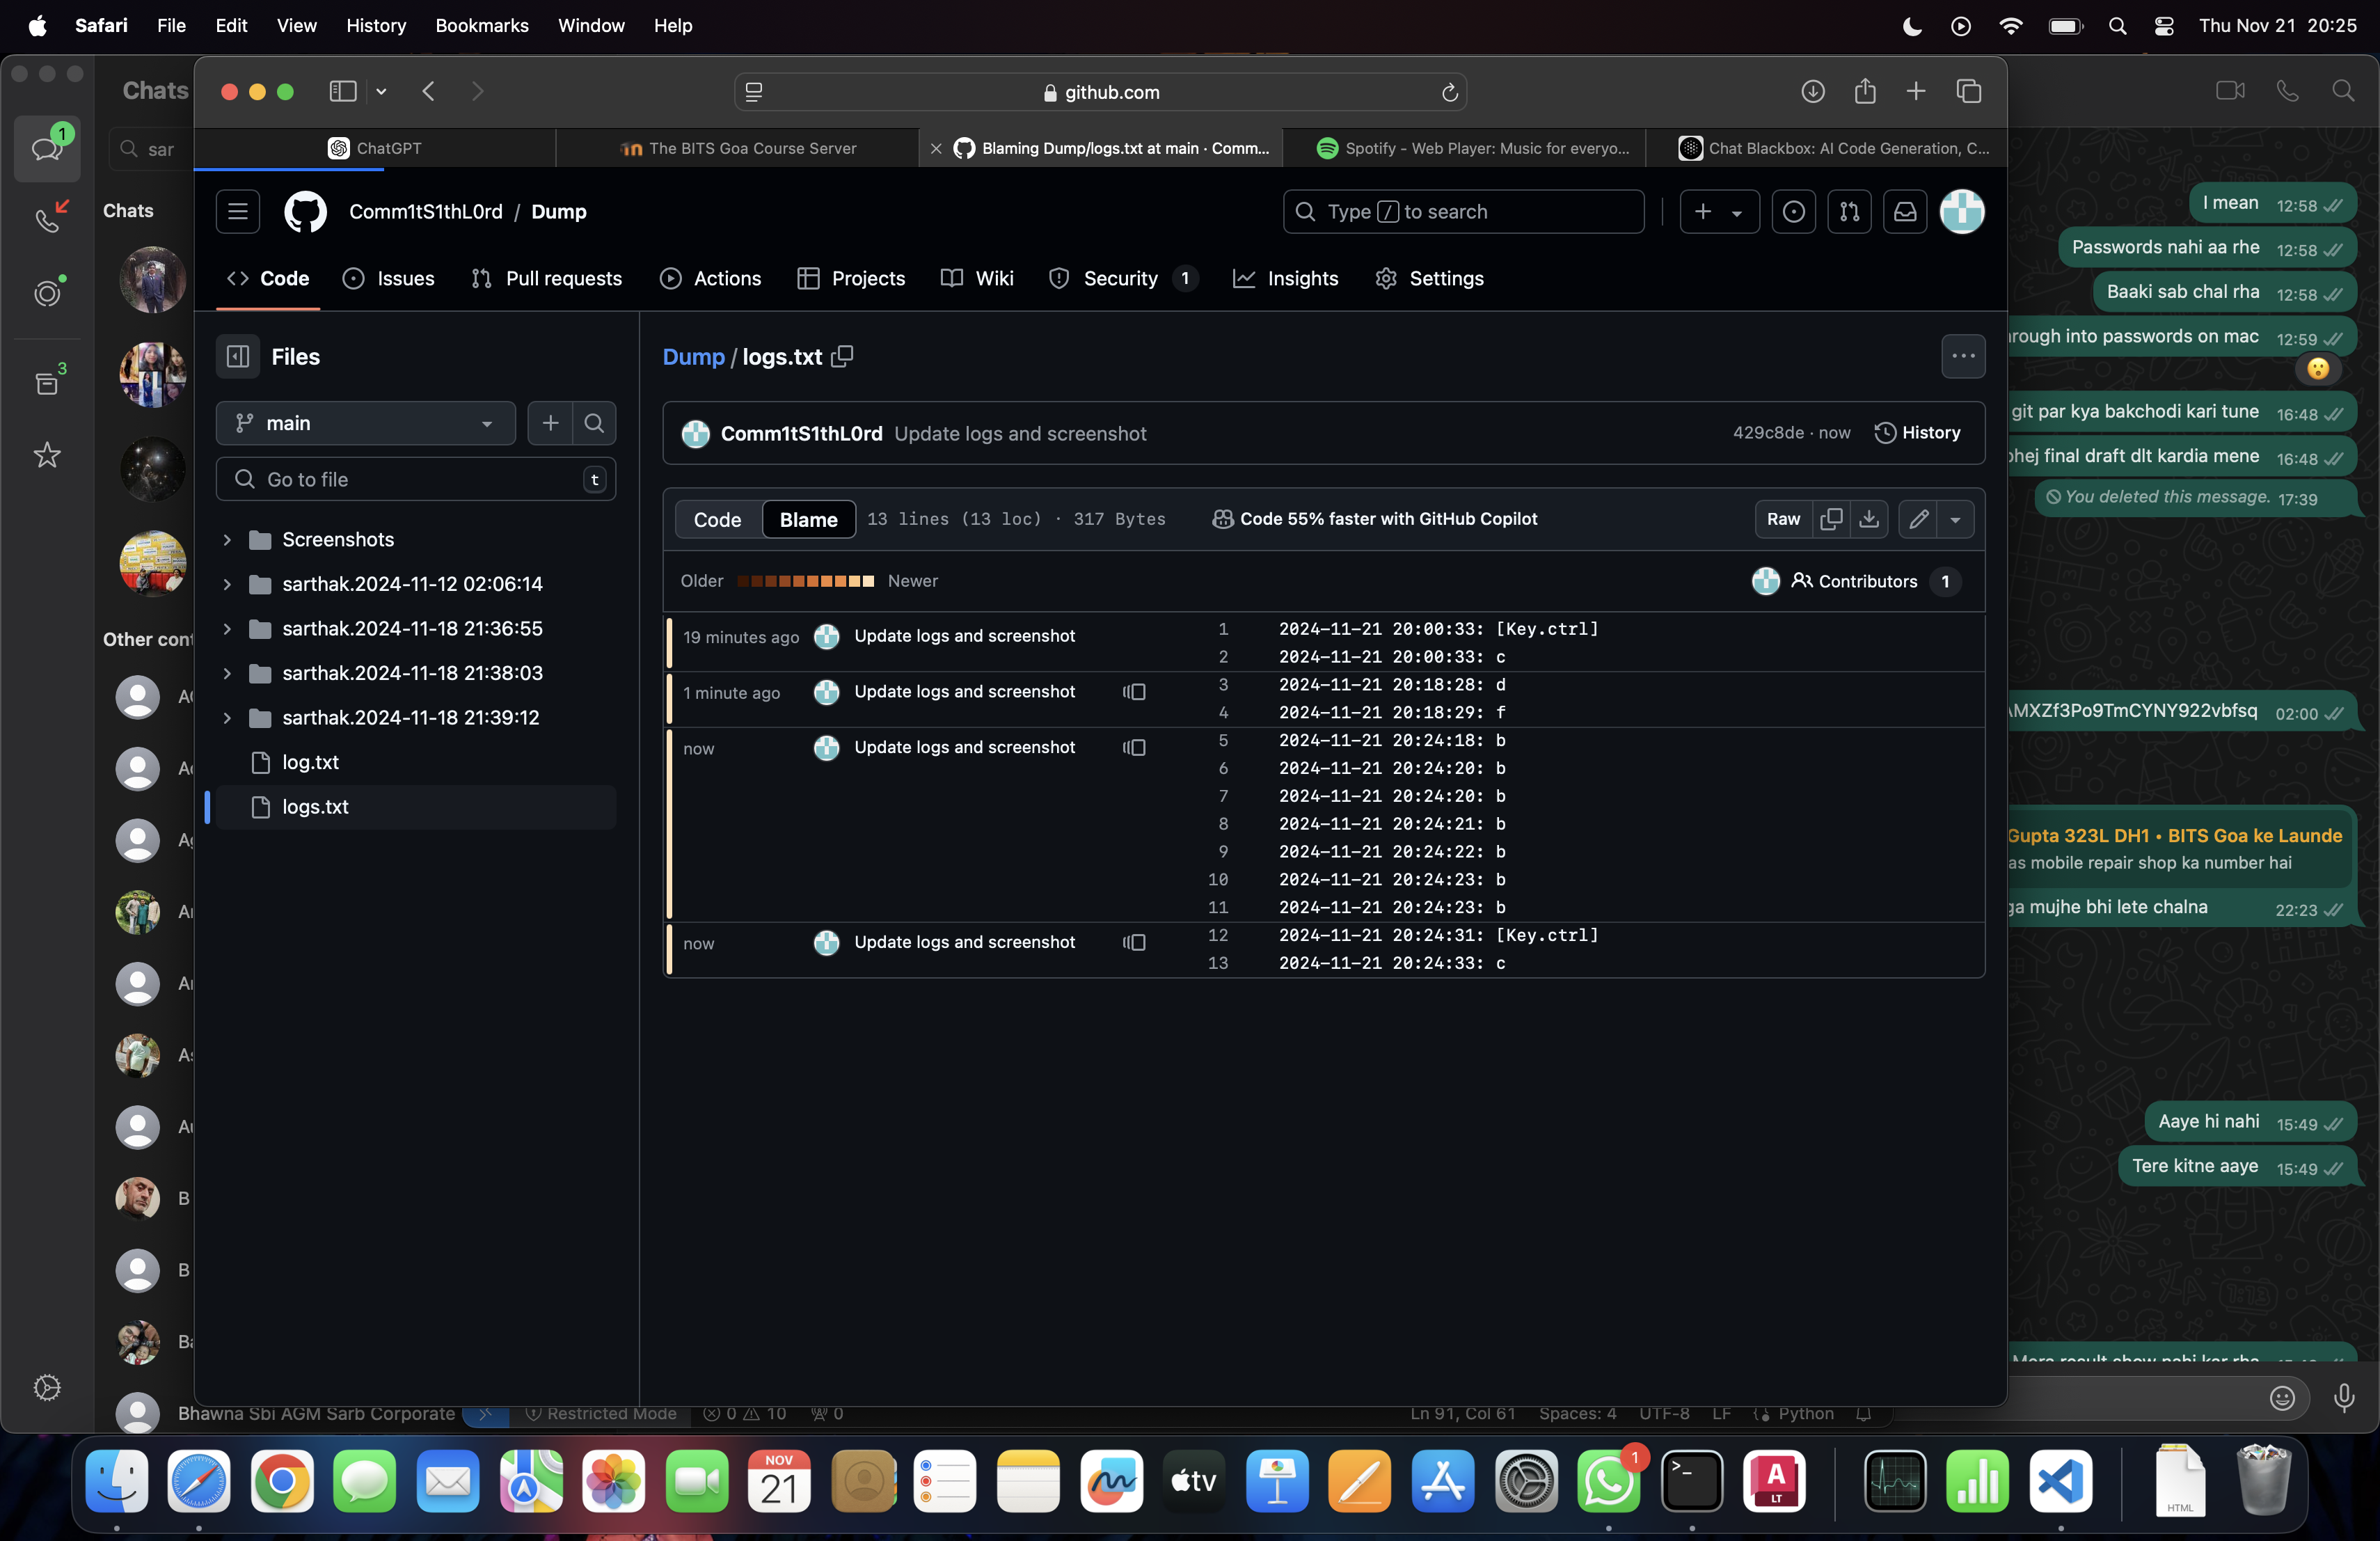 Safari File Edit View History Bookmarks Window Help Thu Nov 21 20:25
Chats
1
sar
Chats
3
Other cont
Bhawna Sbi AGM Sarb Corporate
github.com
ChatGPT
The BITS Goa Course Server
Blaming Dump/logs.txt at main · Comm...
Spotify - Web Player: Music for everyo...
Chat Blackbox: AI Code Generation, C...
Comm1tS1thL0rd / Dump
Type / to search
Code Issues Pull requests Actions Projects Wiki Security 1 Insights Settings
Files
main
Go to file t
Screenshots
sarthak.2024-11-12 02:06:14
sarthak.2024-11-18 21:36:55
sarthak.2024-11-18 21:38:03
sarthak.2024-11-18 21:39:12
log.txt
logs.txt
Dump / logs.txt
Comm1tS1thL0rd Update logs and screenshot 429c8de · now History
Code Blame 13 lines (13 loc) · 317 Bytes Code 55% faster with GitHub Copilot Raw
Older Newer Contributors 1
19 minutes ago Update logs and screenshot 1 2024-11-21 20:00:33: [Key.ctrl]
2 2024-11-21 20:00:33: c
1 minute ago Update logs and screenshot 3 2024-11-21 20:18:28: d
4 2024-11-21 20:18:29: f
now Update logs and screenshot 5 2024-11-21 20:24:18: b
6 2024-11-21 20:24:20: b
7 2024-11-21 20:24:20: b
8 2024-11-21 20:24:21: b
9 2024-11-21 20:24:22: b
10 2024-11-21 20:24:23: b
11 2024-11-21 20:24:23: b
now Update logs and screenshot 12 2024-11-21 20:24:31: [Key.ctrl]
13 2024-11-21 20:24:33: c
I mean 12:58
Passwords nahi aa rhe 12:58
Baaki sab chal rha 12:58
rough into passwords on mac 12:59
git par kya bakchodi kari tune 16:48
hej final draft dlt kardia mene 16:48
You deleted this message. 17:39
MXZf3Po9TmCYNY922vbfsq 02:00
Gupta 323L DH1 • BITS Goa ke Launde
as mobile repair shop ka number hai
ga mujhe bhi lete chalna 22:23
Aaye hi nahi 15:49
Tere kitne aaye 15:49
Restricted Mode 0 10 0 Ln 91, Col 61 Spaces: 4 UTF-8 LF Python
NOV
21
tv
1
A
LT
HTML